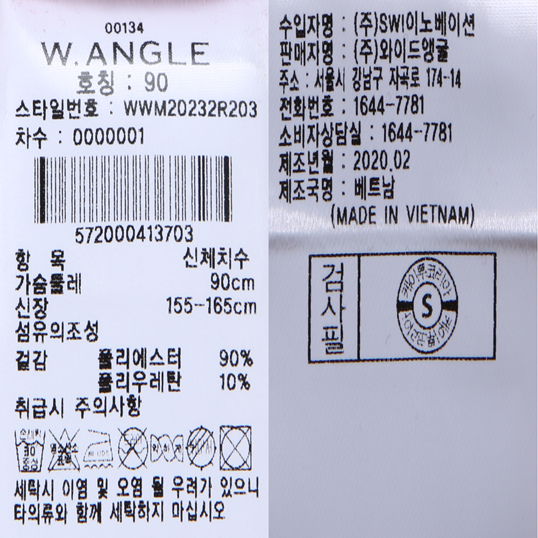 00134
W.ANGLE
호칭 : 90
스타일번호 : WWM20232R203
차수 : 0000001
572000413703
항 목 신체치수
가슴둘레 90cm
신장 155-165cm
섬유의조성
겉감 폴리에스터 90%
폴리우레탄 10%
취급시 주의사항
세탁시 이염 및 오염 될 우려가 있으니
타의류와 함께 세탁하지 마십시오
수입자명 : (주)SWI이노베이션
판매자명 : (주)와이드앵글
주소 : 서울시 강남구 자곡로 174-14
전화번호 : 1644-7781
소비자상담실 : 1644-7781
제조년월 : 2020.02
제조국명 : 베트남
(MADE IN VIETNAM)
검사필
S